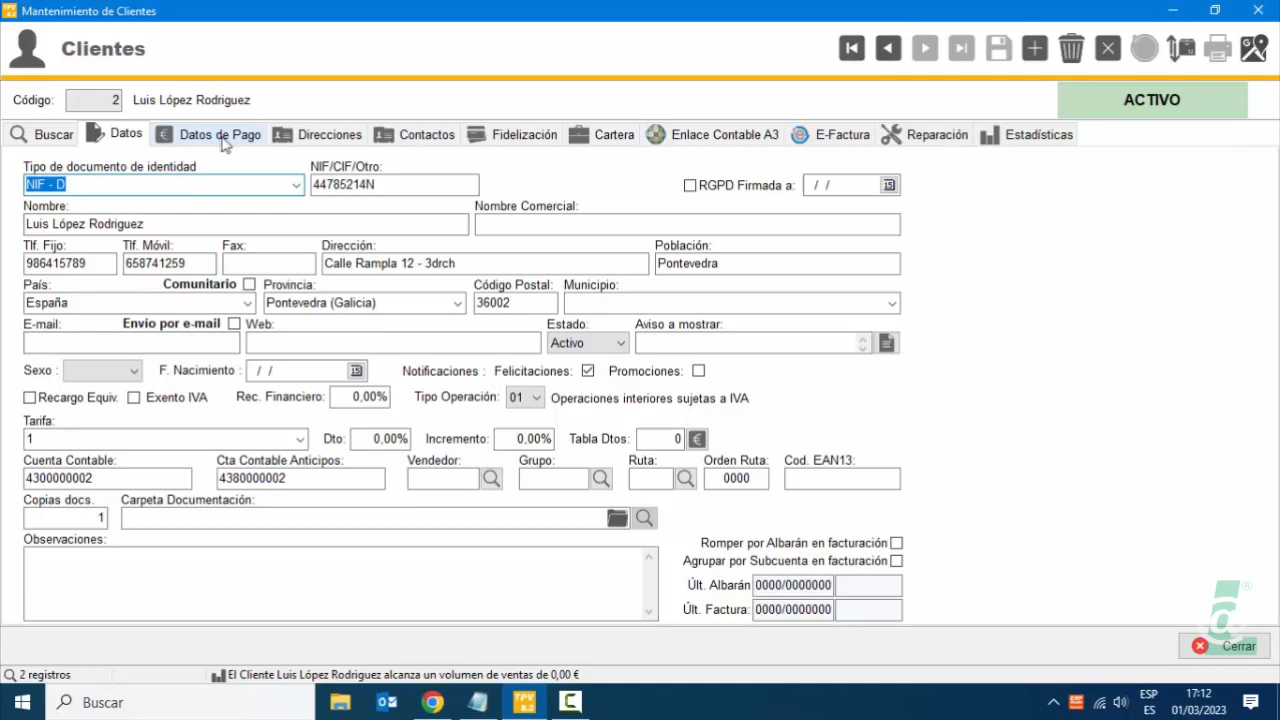 Mantenimiento de Clientes
Clientes
Código: 2 Luis López Rodriguez ACTIVO
Buscar Datos Datos de Pago Direcciones Contactos Fidelización Cartera Enlace Contable A3 E-Factura Reparación Estadísticas
Tipo de documento de identidad NIF/CIF/Otro:
NIF - D 44785214N RGPD Firmada a: / / 15
Nombre: Nombre Comercial:
Luis López Rodriguez
Tlf. Fijo: Tlf. Móvil: Fax: Dirección: Población:
986415789 658741259 Calle Rampla 12 - 3drch Pontevedra
País: Comunitario Provincia: Código Postal: Municipio:
España Pontevedra (Galicia) 36002
E-mail: Envío por e-mail Web: Estado: Aviso a mostrar:
Activo
Sexo : F. Nacimiento : / / 15 Notificaciones : Felicitaciones: Promociones:
Recargo Equiv. Exento IVA Rec. Financiero: 0,00% Tipo Operación: 01 Operaciones interiores sujetas a IVA
Tarifa:
1 Dto: 0,00% Incremento: 0,00% Tabla Dtos: 0 €
Cuenta Contable: Cta Contable Anticipos: Vendedor: Grupo: Ruta: Orden Ruta: Cod. EAN13:
4300000002 4380000002 0000
Copias docs. Carpeta Documentación:
1
Observaciones:
Romper por Albarán en facturación
Agrupar por Subcuenta en facturación
Últ. Albarán 0000/0000000
Últ. Factura: 0000/0000000
Cerrar
2 registros El Cliente Luis López Rodriguez alcanza un volumen de ventas de 0,00 €
Buscar ESP 17:12
ES 01/03/2023